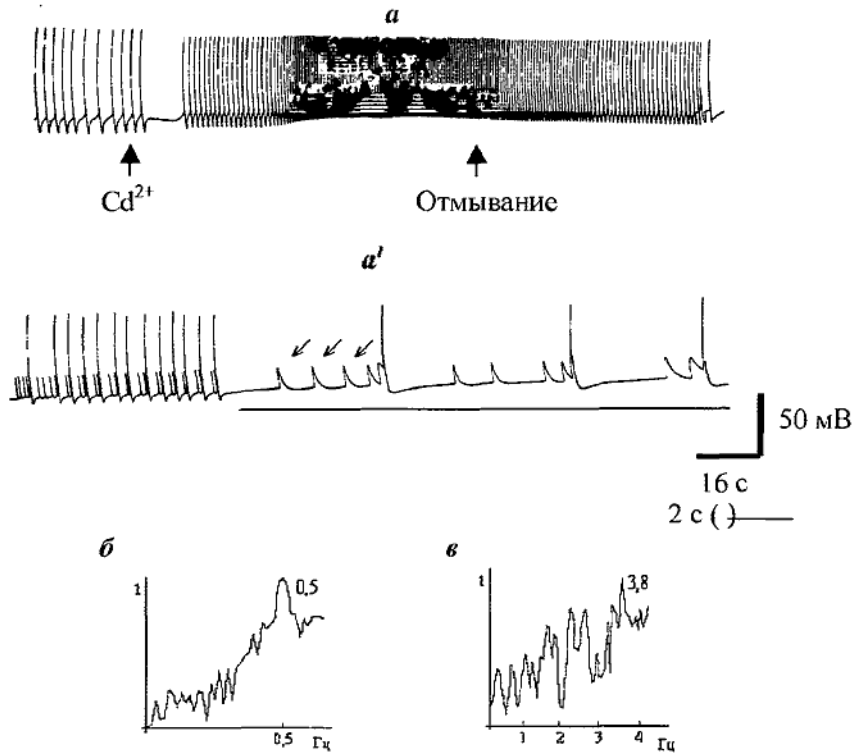 а
Cd2+
Отмывание
а'
50 мВ
16 с
2 с ( )
б
в
1
0,5
0,5 Гц
1
3,8
1 2 3 4 Гц